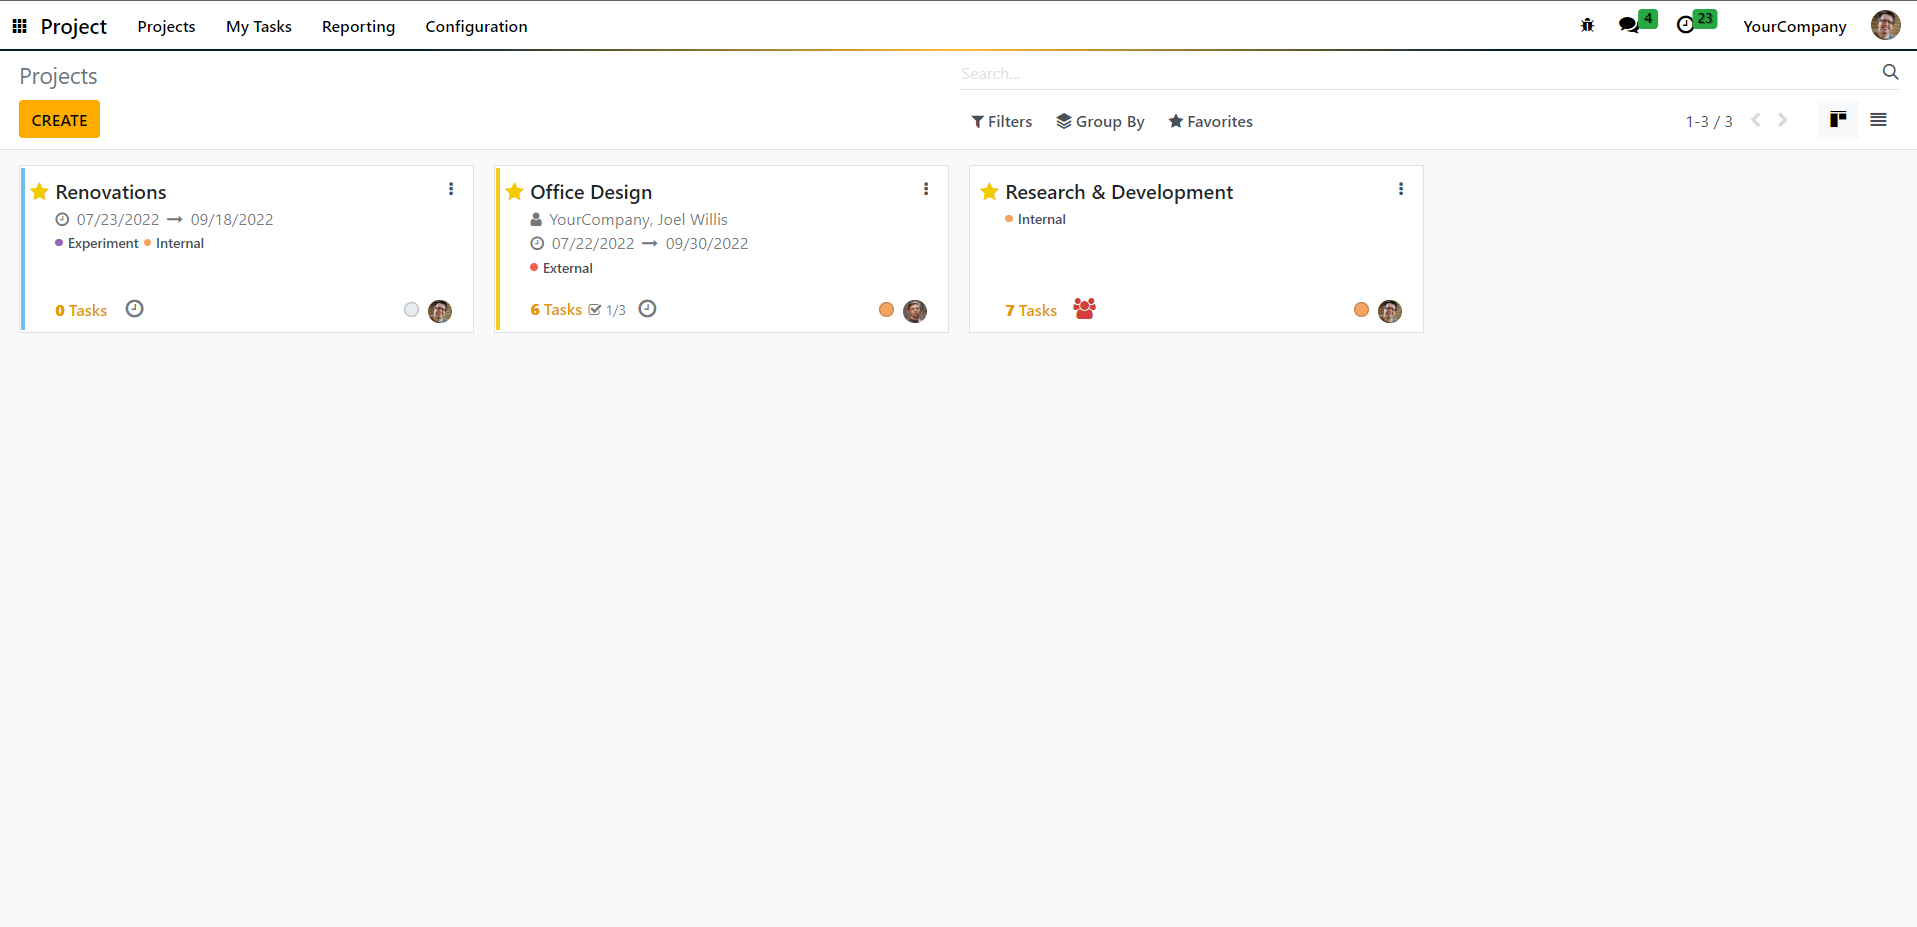 Project Projects My Tasks Reporting Configuration 4 23 YourCompany
Projects Search...
CREATE Filters Group By Favorites 1-3 / 3
Renovations
07/23/2022 → 09/18/2022
Experiment Internal
0 Tasks
Office Design
YourCompany, Joel Willis
07/22/2022 → 09/30/2022
External
6 Tasks 1/3
Research & Development
Internal
7 Tasks